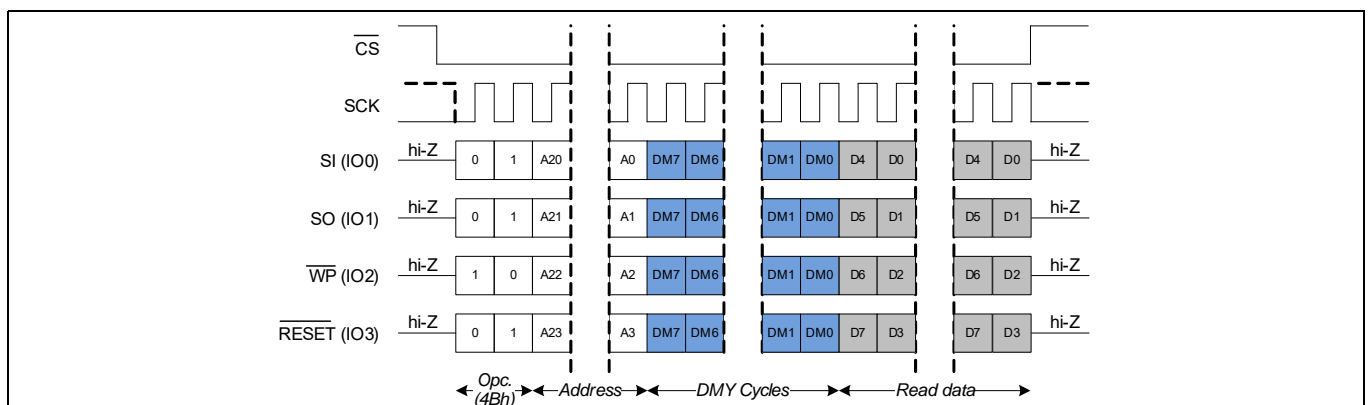 CS
SCK
SI (IO0) hi-Z 0 1 A20 A0 DM7 DM6 DM1 DM0 D4 D0 D4 D0 hi-Z
SO (IO1) hi-Z 0 1 A21 A1 DM7 DM6 DM1 DM0 D5 D1 D5 D1 hi-Z
WP (IO2) hi-Z 1 0 A22 A2 DM7 DM6 DM1 DM0 D6 D2 D6 D2 hi-Z
RESET (IO3) hi-Z 0 1 A23 A3 DM7 DM6 DM1 DM0 D7 D3 D7 D3 hi-Z
Opc. (4Bh) Address DMY Cycles Read data